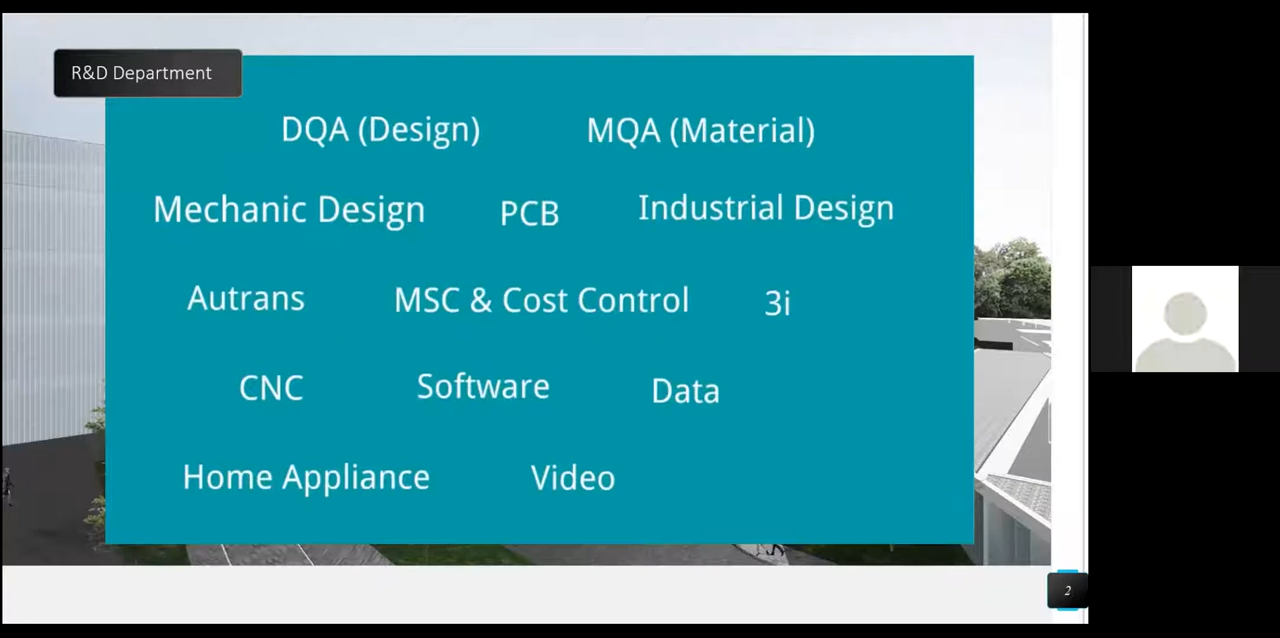 R&D Department
DQA (Design) MQA (Material)
Mechanic Design PCB Industrial Design
Autrans MSC & Cost Control 3i
CNC Software Data
Home Appliance Video
2